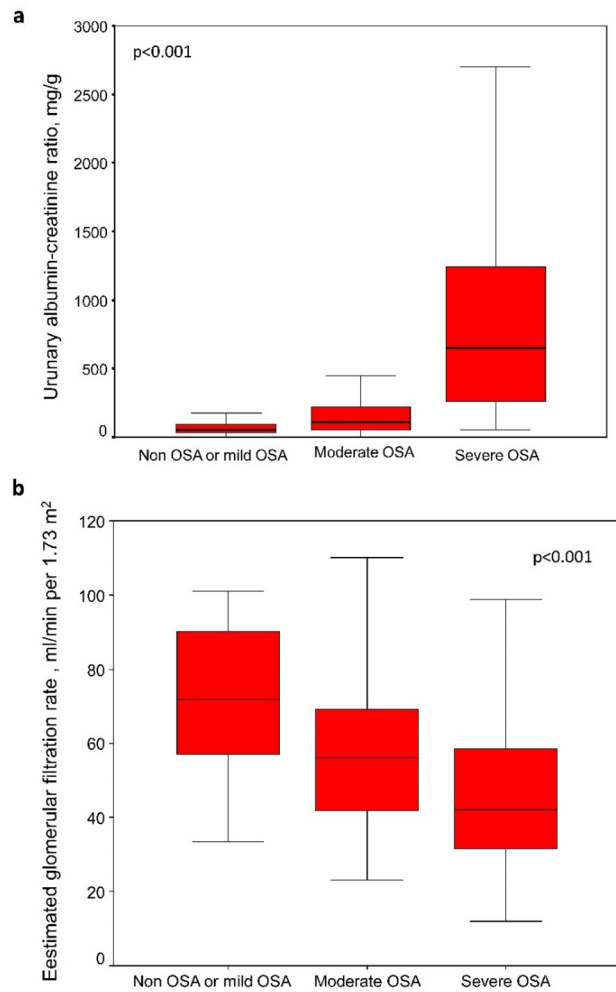 a
p<0.001
Urunary albumin-creatinine ratio, mg/g
3000
2500
2000
1500
1000
500
0
Non OSA or mild OSA
Moderate OSA
Severe OSA
b
p<0.001
Eestimated glomerular filtration rate , ml/min per 1.73 m²
120
100
80
60
40
20
0
Non OSA or mild OSA
Moderate OSA
Severe OSA